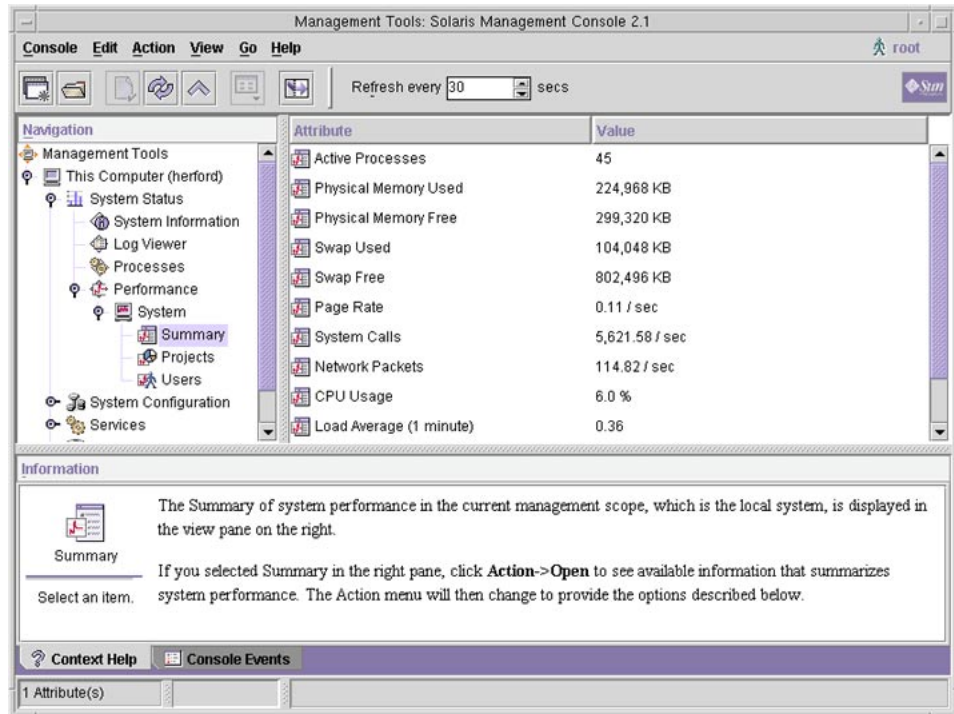 Management Tools: Solaris Management Console 2.1
Console Edit Action View Go Help
root
Refresh every 30 secs
Sun
Navigation
Attribute Value
Management Tools
This Computer (herford)
System Status
System Information
Log Viewer
Processes
Performance
System
Summary
Projects
Users
System Configuration
Services
Active Processes 45
Physical Memory Used 224,968 KB
Physical Memory Free 299,320 KB
Swap Used 104,048 KB
Swap Free 802,496 KB
Page Rate 0.11 / sec
System Calls 5,621.58 / sec
Network Packets 114.82 / sec
CPU Usage 6.0 %
Load Average (1 minute) 0.36
Information
Summary
Select an item.
The Summary of system performance in the current management scope, which is the local system, is displayed in
the view pane on the right.
If you selected Summary in the right pane, click Action->Open to see available information that summarizes
system performance. The Action menu will then change to provide the options described below.
Context Help Console Events
1 Attribute(s)